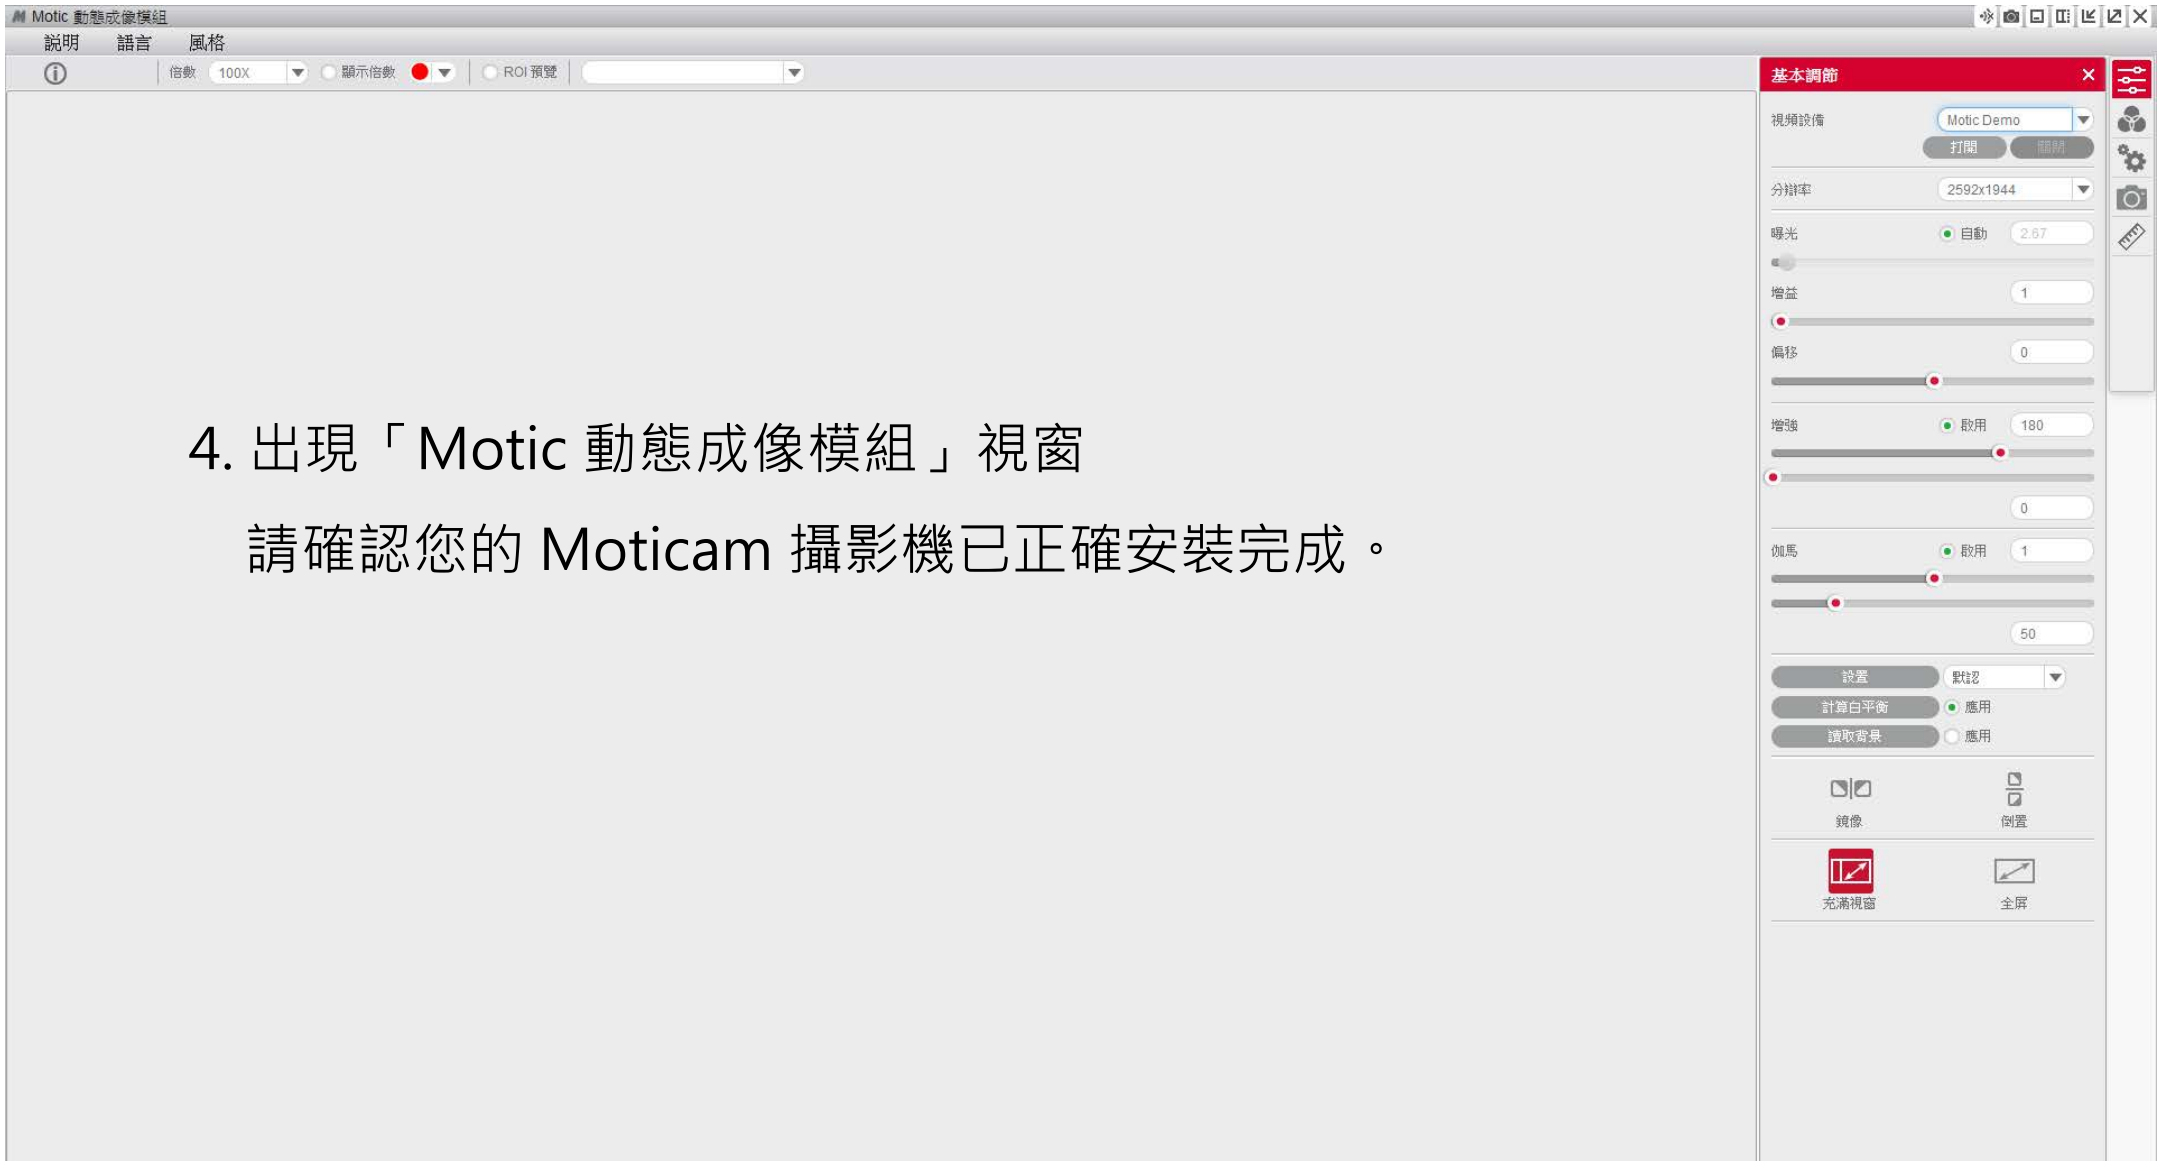 Motic 動態成像模組
説明 語言 風格
倍數 100X 顯示倍數 ROI 預覽
基本調節
視頻設備 Motic Demo
打開 關閉
分辯率 2592x1944
曝光 自動 2.67
增益 1
偏移 0
4. 出現「Motic 動態成像模組」視窗
請確認您的 Moticam 攝影機已正確安裝完成。
增強 啟用 180
0
伽馬 啟用 1
50
設置 默認
計算白平衡 應用
讀取背景 應用
鏡像 倒置
充滿視窗 全屏